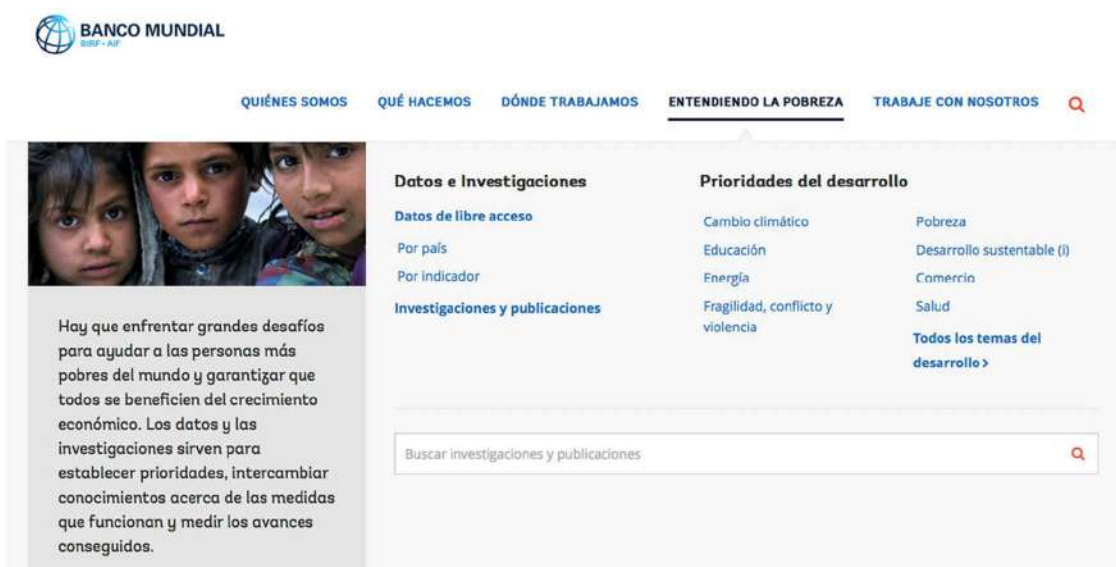 BANCO MUNDIAL
BIRF • AIF
QUIÉNES SOMOS QUÉ HACEMOS DÓNDE TRABAJAMOS ENTENDIENDO LA POBREZA TRABAJE CON NOSOTROS
Hay que enfrentar grandes desafíos
para ayudar a las personas más
pobres del mundo y garantizar que
todos se beneficien del crecimiento
económico. Los datos y las
investigaciones sirven para
establecer prioridades, intercambiar
conocimientos acerca de las medidas
que funcionan y medir los avances
conseguidos.
Datos e Investigaciones
Datos de libre acceso
Por país
Por indicador
Investigaciones y publicaciones
Prioridades del desarrollo
Cambio climático
Educación
Energía
Fragilidad, conflicto y
violencia
Pobreza
Desarrollo sustentable (i)
Comercio
Salud
Todos los temas del
desarrollo >
Buscar investigaciones y publicaciones